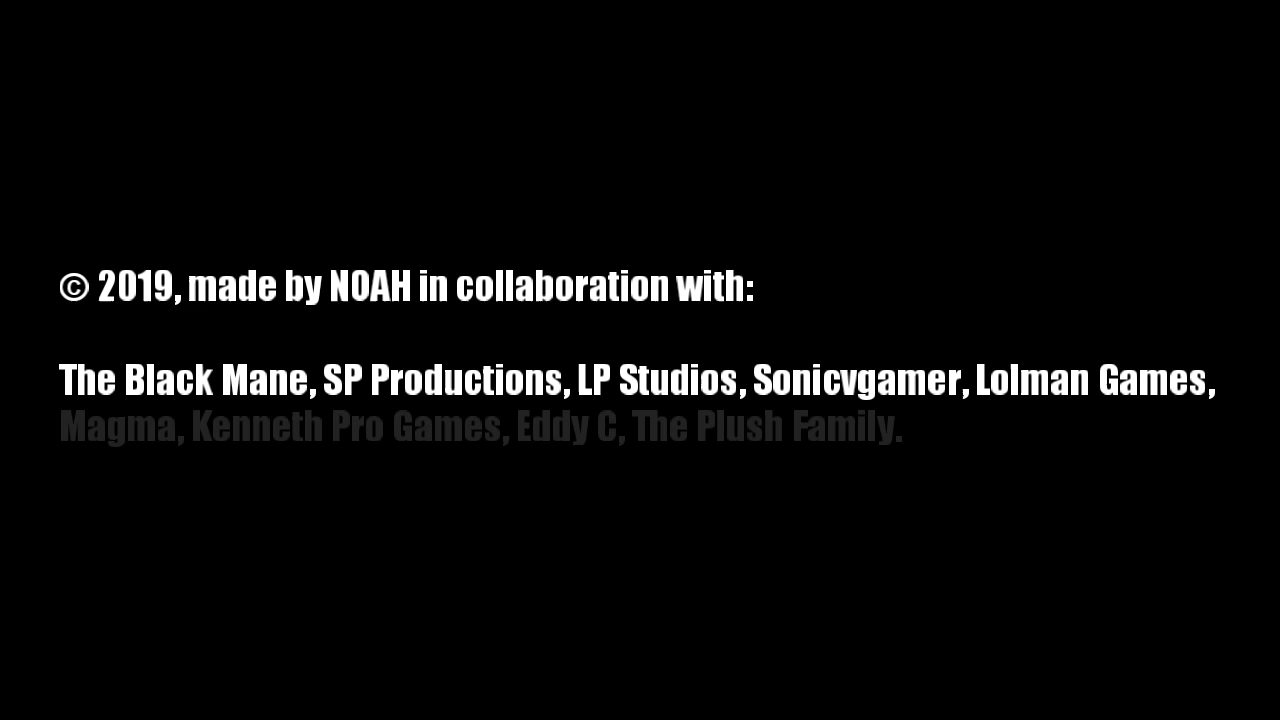 © 2019, made by NOAH in collaboration with:
The Black Mane, SP Productions, LP Studios, Sonicvgamer, Lolman Games,
Magma, Kenneth Pro Games, Eddy C, The Plush Family.